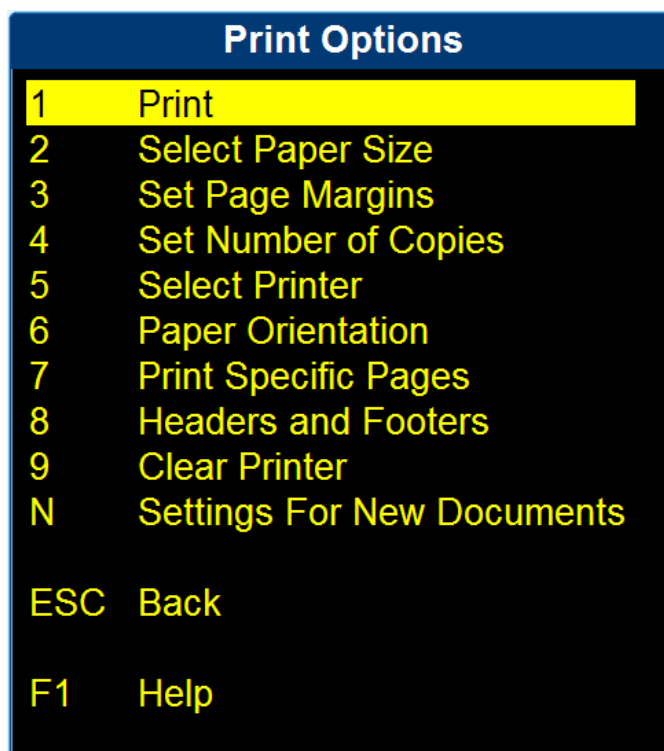 Print Options
1 Print
2 Select Paper Size
3 Set Page Margins
4 Set Number of Copies
5 Select Printer
6 Paper Orientation
7 Print Specific Pages
8 Headers and Footers
9 Clear Printer
N Settings For New Documents
ESC Back
F1 Help